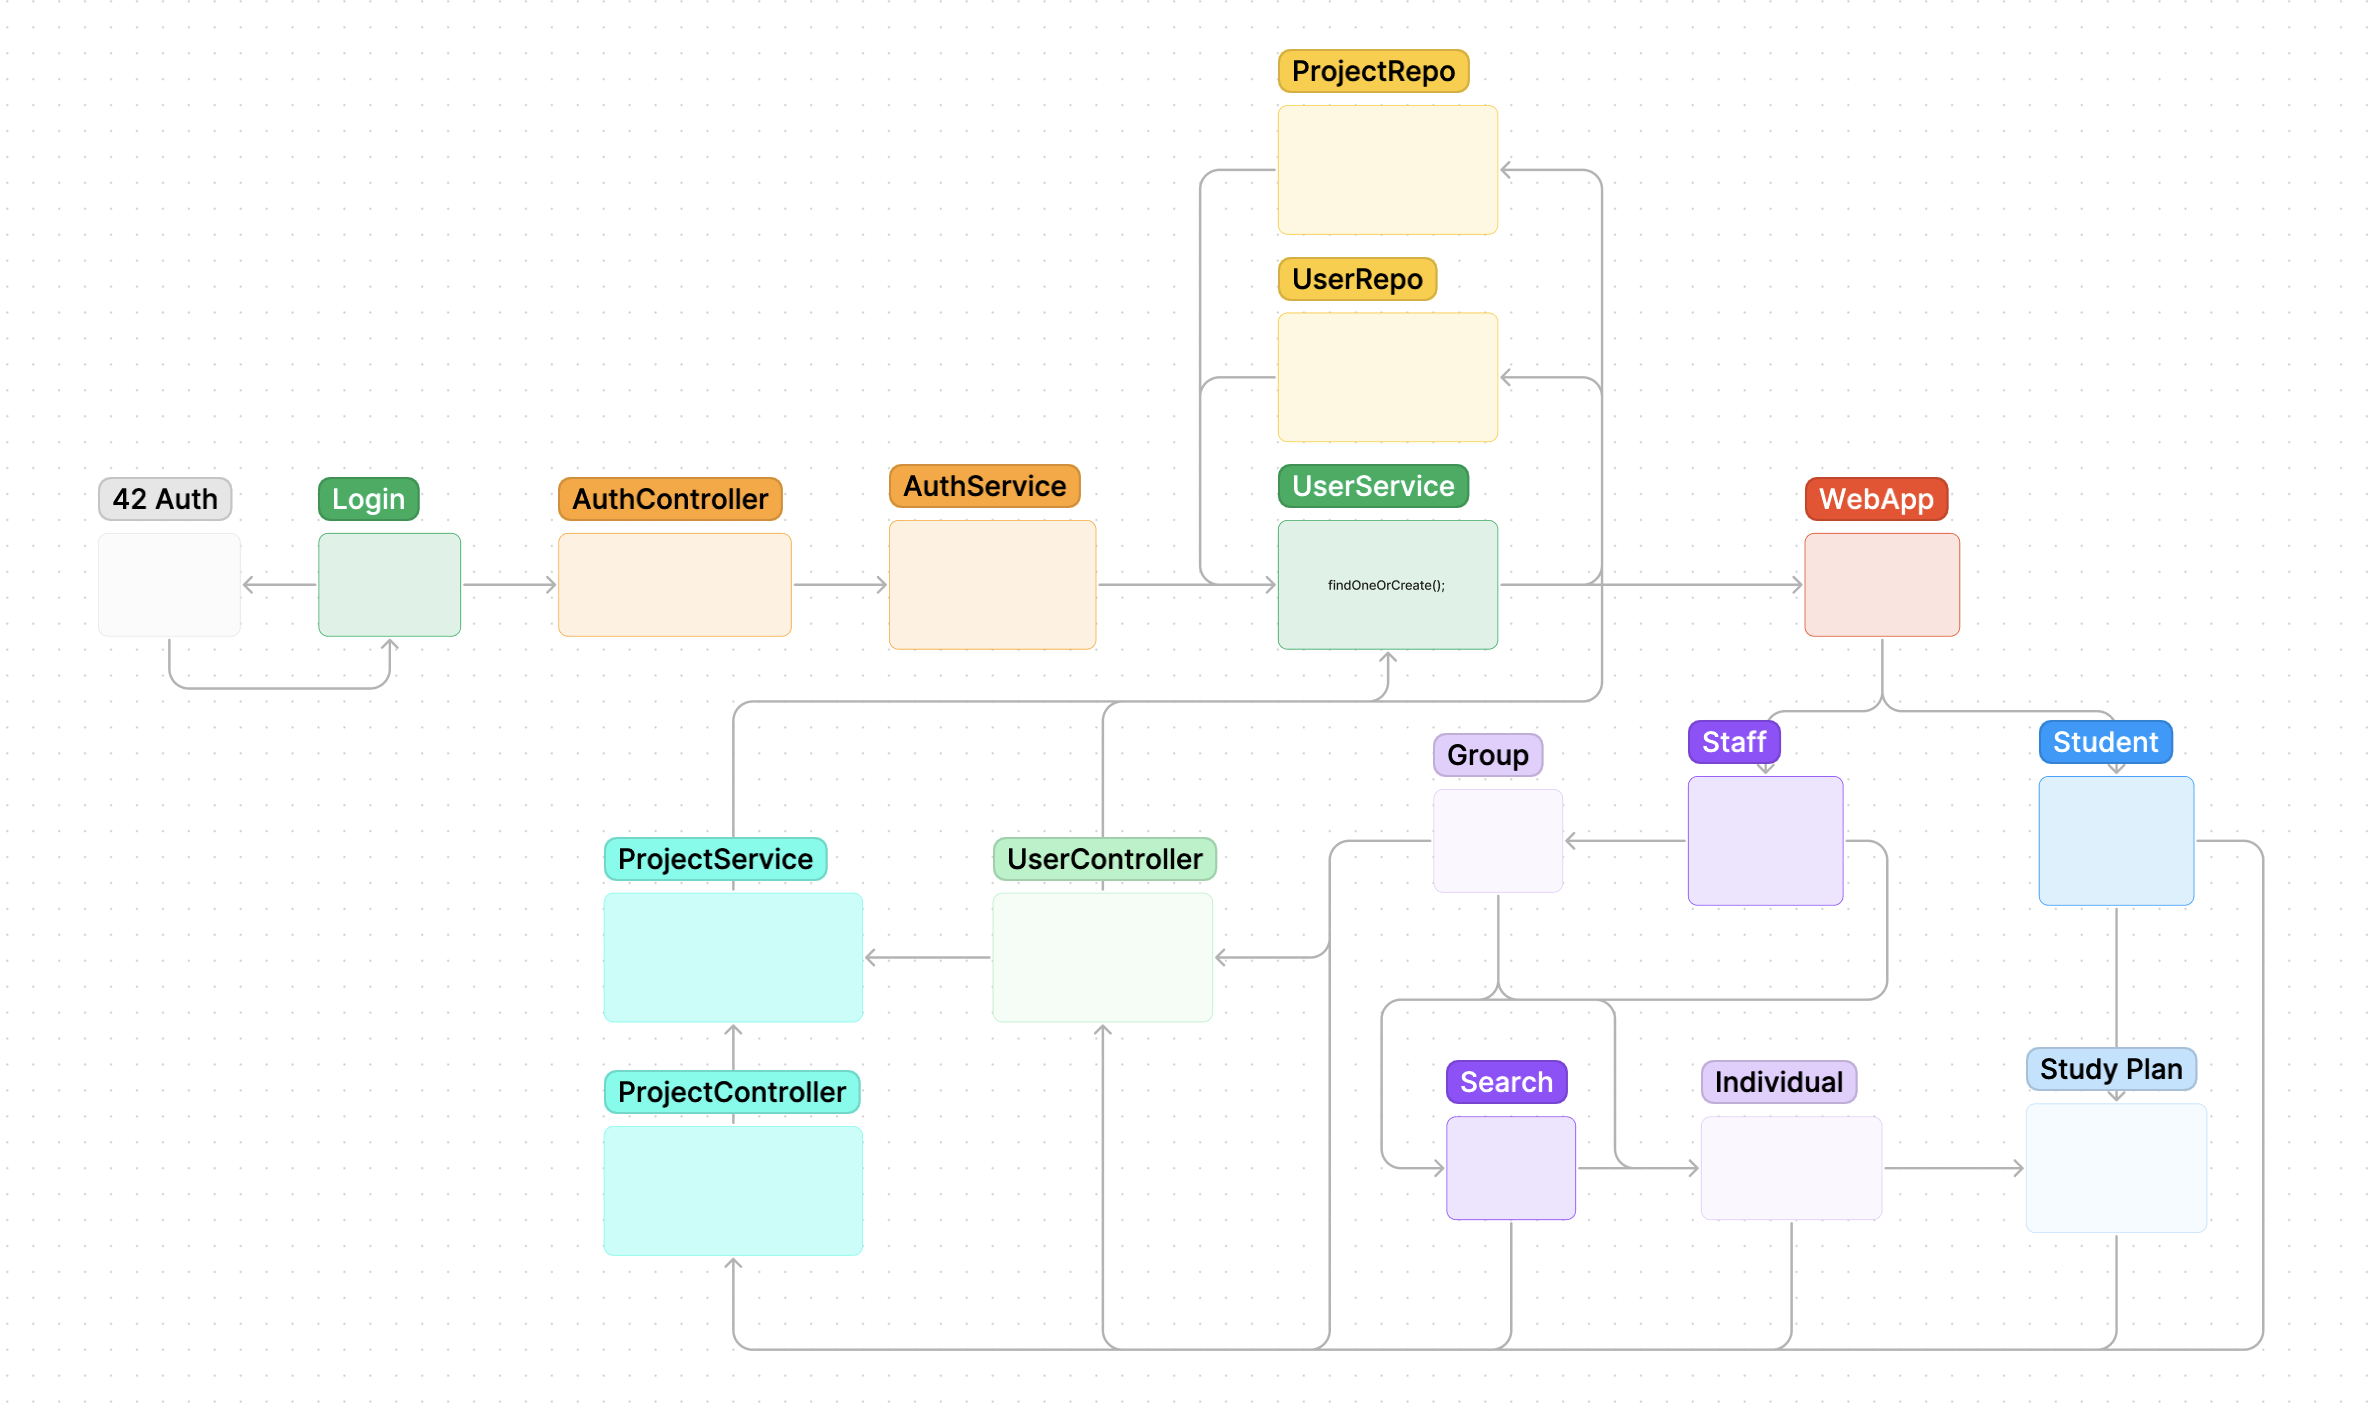 ProjectRepo
UserRepo
42 Auth
Login
AuthController
AuthService
UserService
findOneOrCreate();
WebApp
Group
Staff
Student
ProjectService
UserController
ProjectController
Search
Individual
Study Plan